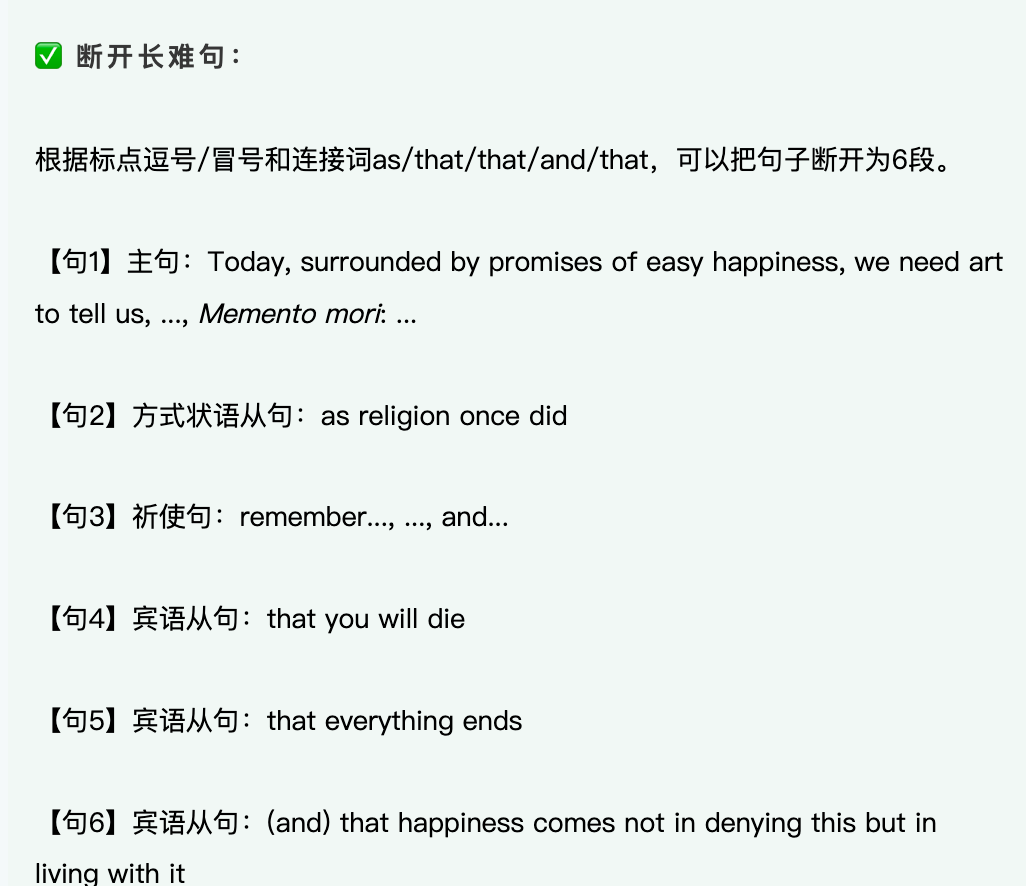 ✅ 断开长难句：
根据标点逗号/冒号和连接词as/that/that/and/that，可以把句子断开为6段。
【句1】主句：Today, surrounded by promises of easy happiness, we need art
to tell us, ..., Memento mori: ...
【句2】方式状语从句：as religion once did
【句3】祈使句：remember..., ..., and...
【句4】宾语从句：that you will die
【句5】宾语从句：that everything ends
【句6】宾语从句：(and) that happiness comes not in denying this but in
living with it